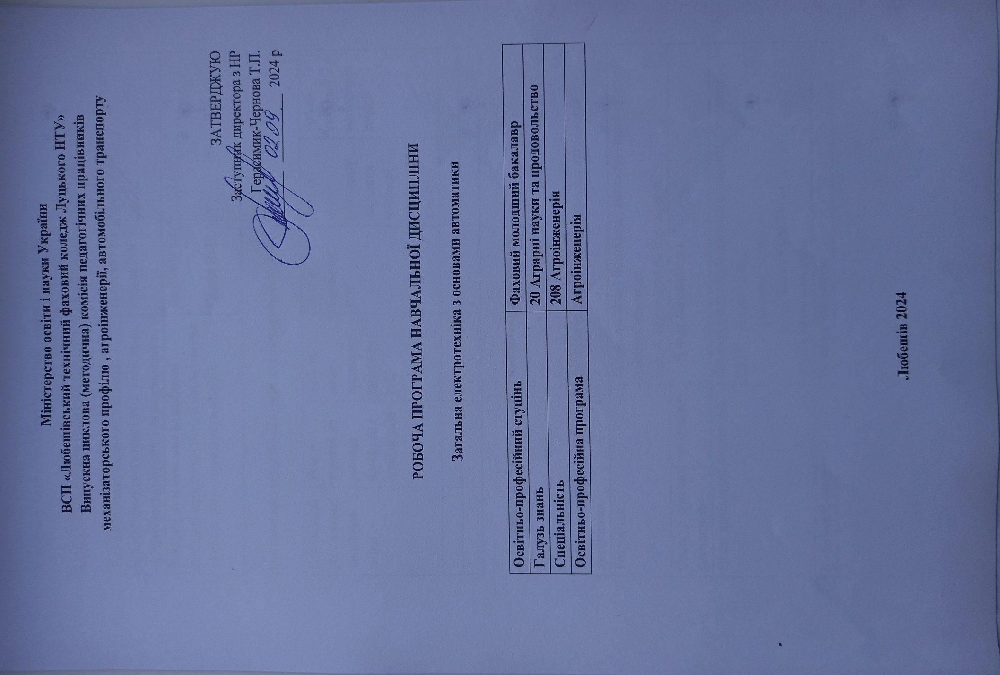 Міністерство освіти і науки України
ВСП «Любешівський технічний фаховий коледж Луцького НТУ»
Випускна циклова (методична) комісія педагогічних працівників
механізаторського профілю , агроінженерії, автомобільного транспорту
ЗАТВЕРДЖУЮ
Заступник директора з НР
Герасимик-Чернова Т.П.
02.09. 2024 р
РОБОЧА ПРОГРАМА НАВЧАЛЬНОЇ ДИСЦИПЛІНИ
Загальна електротехніка з основами автоматики
Освітньо-професійний ступінь Фаховий молодший бакалавр
Галузь знань 20 Аграрні науки та продовольство
Спеціальність 208 Агроінженерія
Освітньо-професійна програма Агроінженерія
Любешів 2024